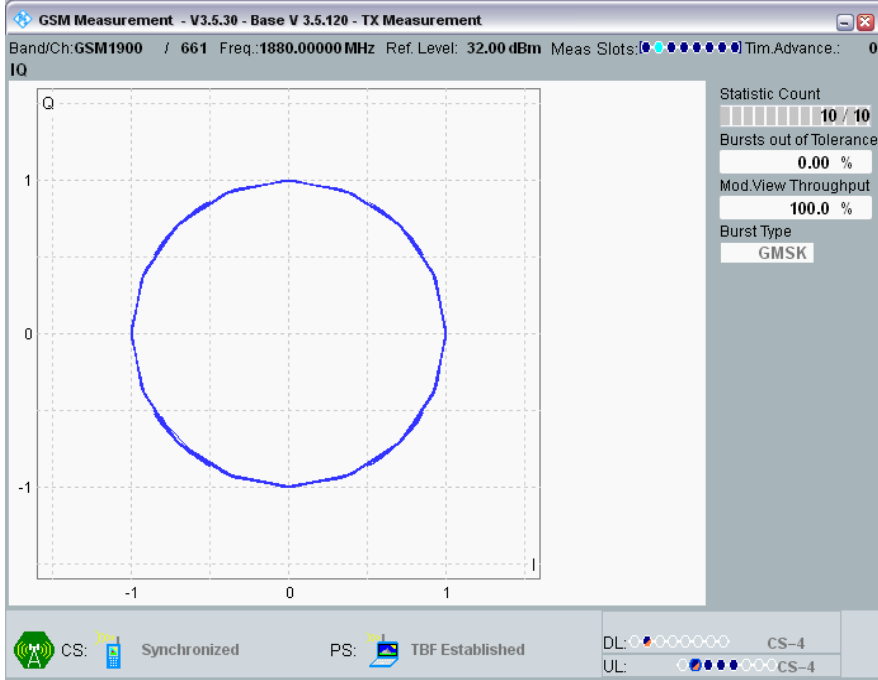 GSM Measurement - V3.5.30 - Base V 3.5.120 - TX Measurement
Band/Ch:GSM1900 / 661 Freq.:1880.00000 MHz Ref. Level: 32.00 dBm Meas Slots: Tim.Advance.: 0
IQ
Q
Statistic Count
10 / 10
Bursts out of Tolerance
0.00 %
Mod.View Throughput
100.0 %
Burst Type
GMSK
1
0
-1
I
-1 0 1
CS: Synchronized PS: TBF Established
DL: CS-4
UL: CS-4